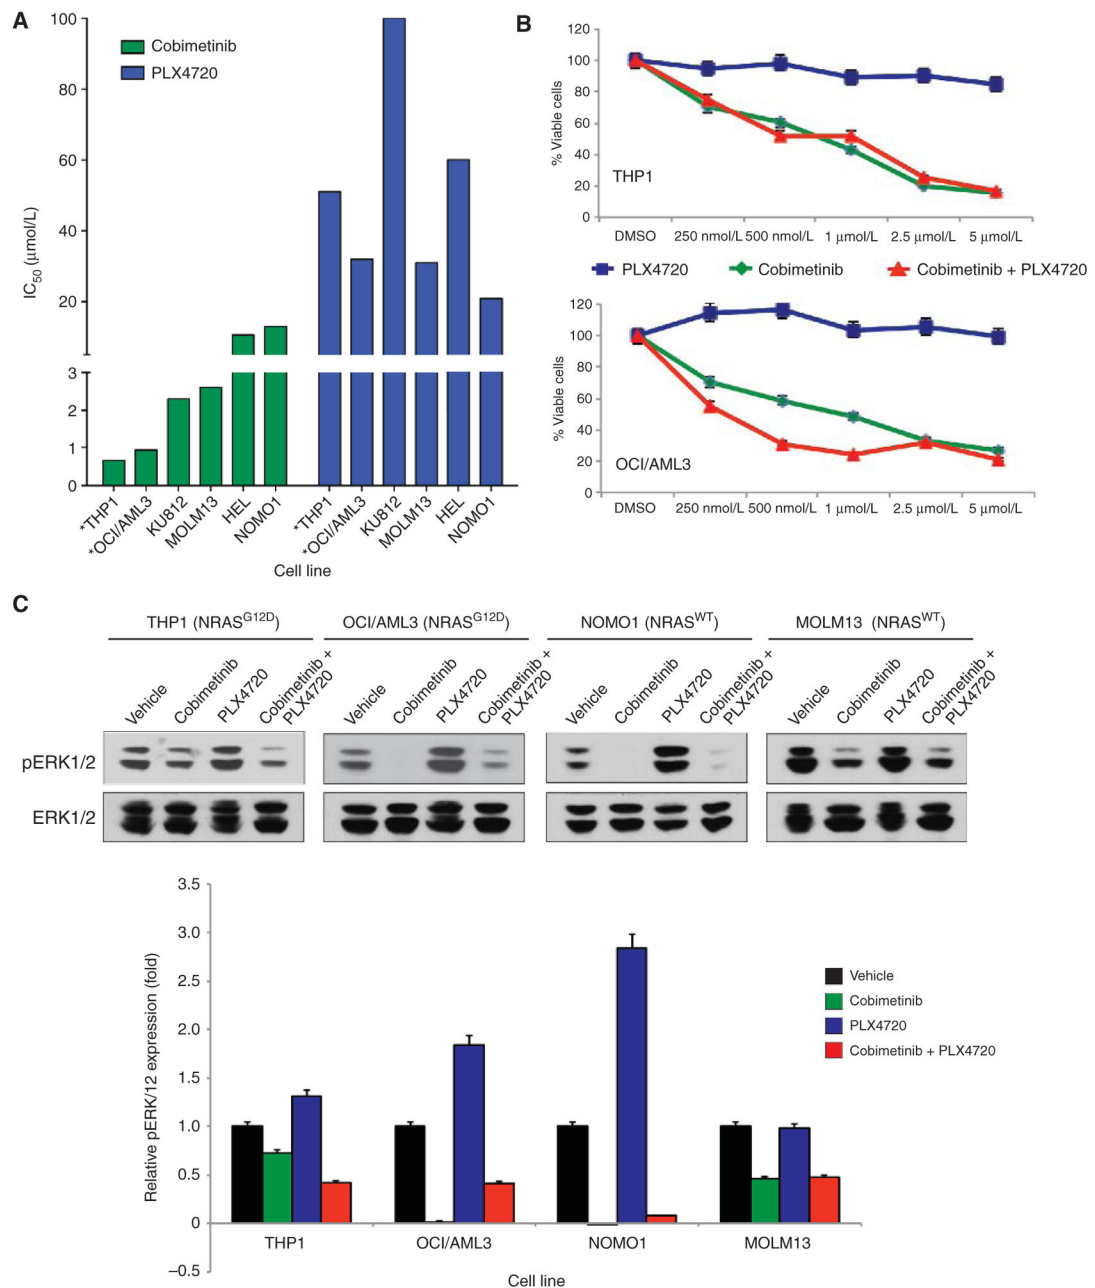 A
100
80
60
40
20
3
2
1
0
IC50 (μmol/L)
Cobimetinib
PLX4720
*THP1
*OCI/AML3
KU812
MOLM13
HEL
NOMO1
*THP1
*OCI/AML3
KU812
MOLM13
HEL
NOMO1
Cell line
B
120
100
80
60
40
20
0
% Viable cells
THP1
DMSO 250 nmol/L 500 nmol/L 1 μmol/L 2.5 μmol/L 5 μmol/L
PLX4720 Cobimetinib Cobimetinib + PLX4720
120
100
80
60
40
20
0
% Viable cells
OCI/AML3
DMSO 250 nmol/L 500 nmol/L 1 μmol/L 2.5 μmol/L 5 μmol/L
C
THP1 (NRASG12D) OCI/AML3 (NRASG12D) NOMO1 (NRASWT) MOLM13 (NRASWT)
Vehicle
Cobimetinib
PLX4720
Cobimetinib +
PLX4720
Vehicle
Cobimetinib
PLX4720
Cobimetinib +
PLX4720
Vehicle
Cobimetinib
PLX4720
Cobimetinib +
PLX4720
Vehicle
Cobimetinib
PLX4720
Cobimetinib +
PLX4720
pERK1/2
ERK1/2
3.5
3.0
2.5
2.0
1.5
1.0
0.5
0
–0.5
Relative pERK/12 expression (fold)
Vehicle
Cobimetinib
PLX4720
Cobimetinib + PLX4720
THP1 OCI/AML3 NOMO1 MOLM13
Cell line